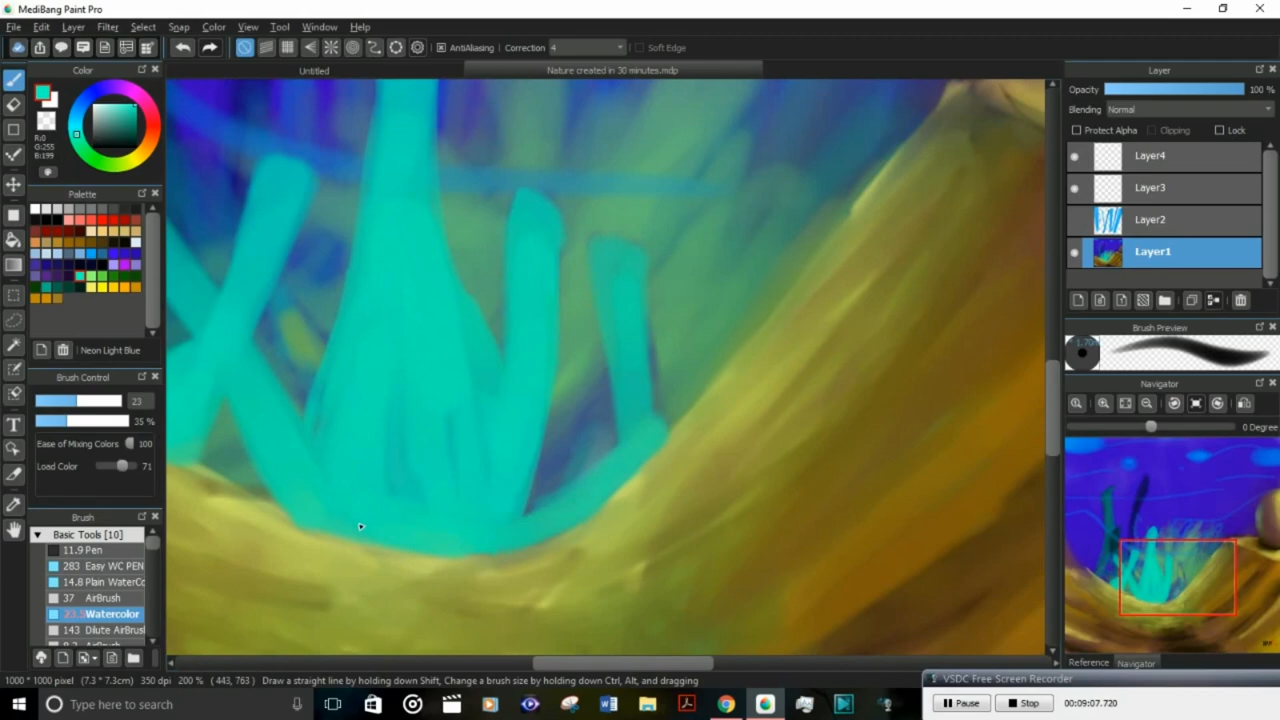 MediBang Paint Pro
File Edit Layer Filter Select Snap Color View Tool Window Help
AntiAliasing Correction 4 Soft Edge
Color
Untitled
Nature created in 30 minutes.mdp
Layer
R:0
G:255
B:199
Opacity 100 %
Blending Normal
Protect Alpha Clipping Lock
Layer4
Layer3
Layer2
Layer1
Palette
Neon Light Blue
Brush Control
23
35 %
Ease of Mixing Colors 100
Load Color 71
Brush
Basic Tools [10]
11.9 Pen
283 Easy WC PEN
14.8 Plain WaterCo
37 AirBrush
Watercolor
143 Dilute AirBrus
AirBrush
Brush Preview
Navigator
0 Degree
Reference Navigator
1000 * 1000 pixel (7.3 * 7.3cm) 350 dpi 200 % ( 443, 763 ) Draw a straight line by holding down Shift, Change a brush size by holding down Ctrl, Alt, and dragging
VSDC Free Screen Recorder
Pause Stop 00:09:07.720
Type here to search